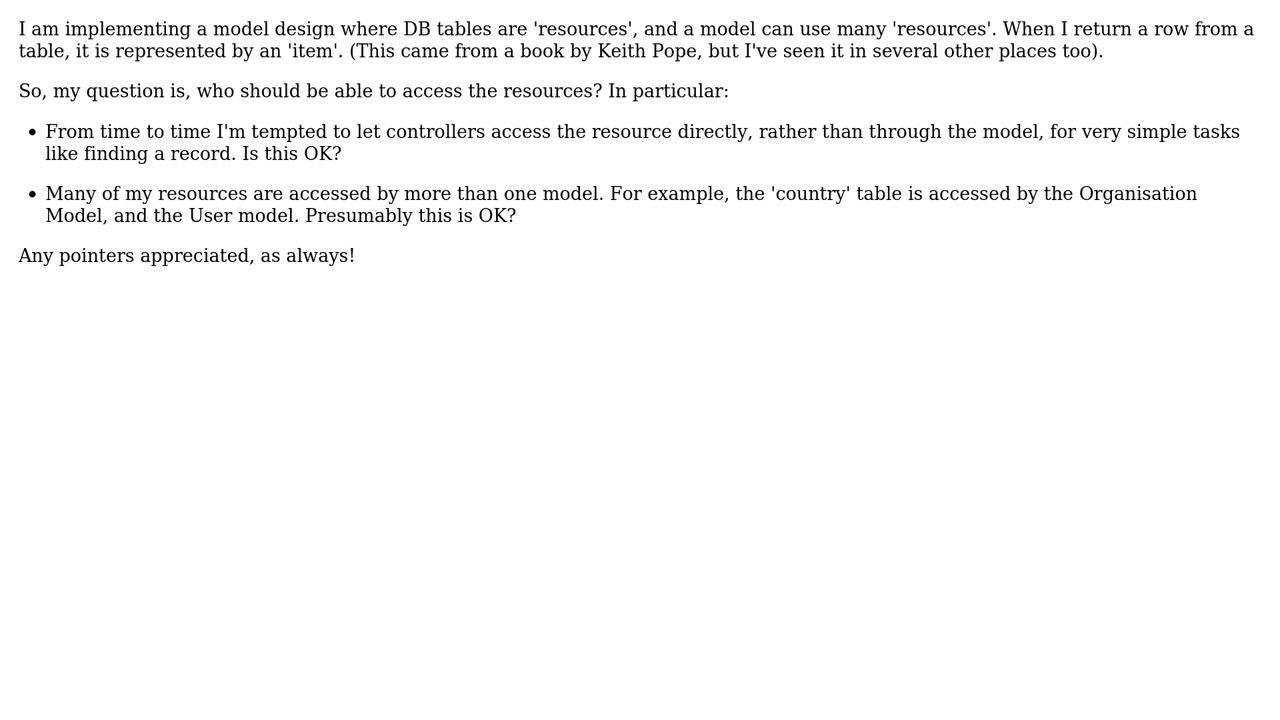 I am implementing a model design where DB tables are 'resources', and a model can use many 'resources'. When I return a row from a
table, it is represented by an 'item'. (This came from a book by Keith Pope, but I've seen it in several other places too).
So, my question is, who should be able to access the resources? In particular:
• From time to time I'm tempted to let controllers access the resource directly, rather than through the model, for very simple tasks
like finding a record. Is this OK?
• Many of my resources are accessed by more than one model. For example, the 'country' table is accessed by the Organisation
Model, and the User model. Presumably this is OK?
Any pointers appreciated, as always!